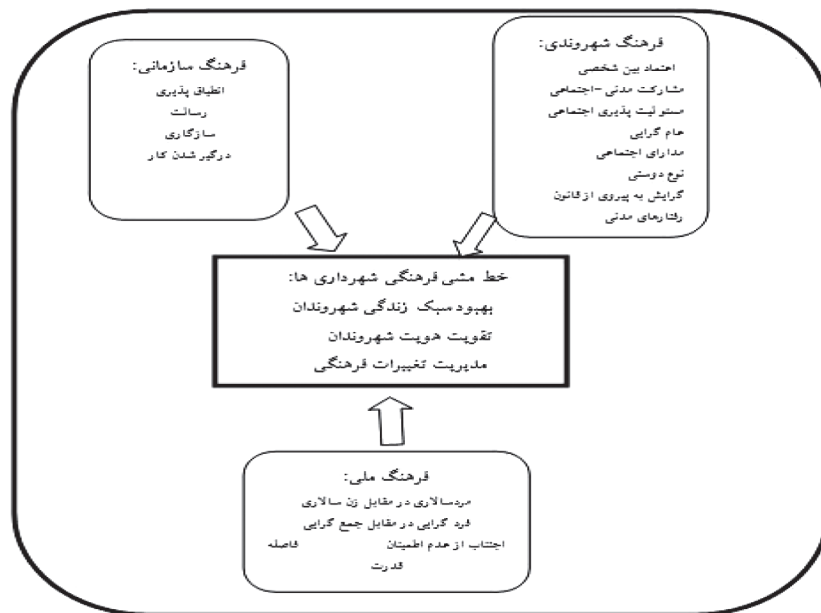 فرهنگ شهروندی:
اعتماد بین شخصی
مشارکت مدنی -اجتماعی
مسئولیت پذیری اجتماعی
عام گرایی
مدارای اجتماعی
نوع دوستی
گرایش به پیروی از قانون
رفتارهای مدنی
فرهنگ سازمانی:
انطباق پذیری
رسالت
سازگاری
درگیر شدن کار
خط مشی فرهنگی شهرداری ها:
بهبود سبک زندگی شهروندان
تقویت هویت شهروندان
مدیریت تغییرات فرهنگی
فرهنگ ملی:
مردسالاری در مقابل زن سالاری
فرد گرایی در مقابل جمع گرایی
اجتناب از عدم اطمینان فاصله
قدرت